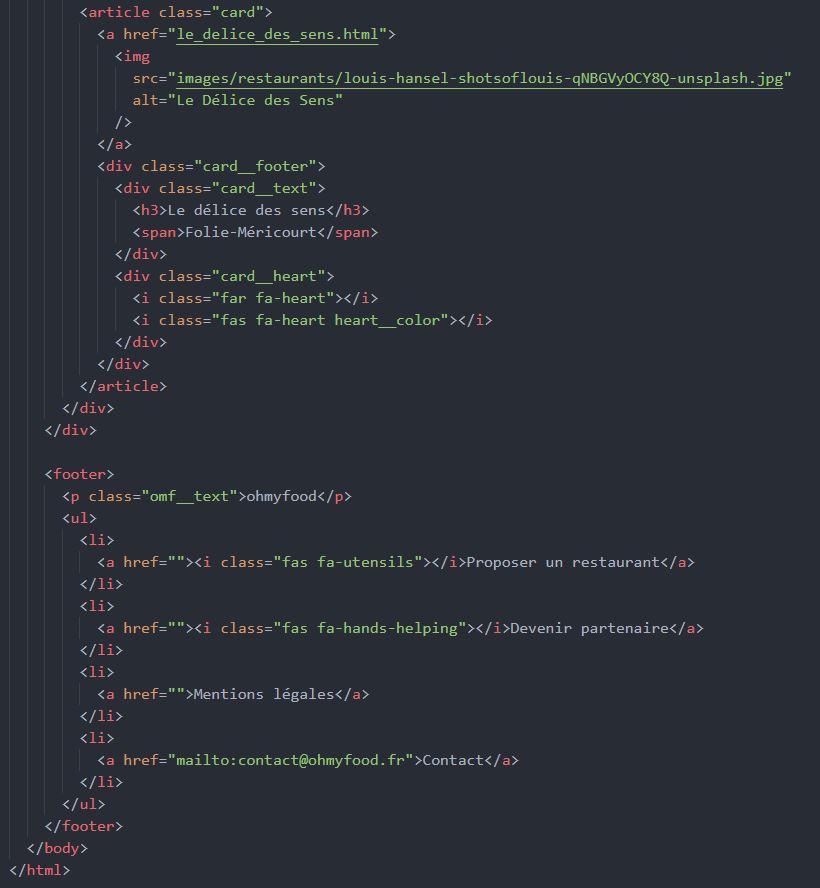 <article class="card">
<a href="le_delice_des_sens.html">
<img
src="images/restaurants/louis-hansel-shotsoflouis-qNBGVyOCY8Q-unsplash.jpg"
alt="Le Délice des Sens"
/>
</a>
<div class="card__footer">
<div class="card__text">
<h3>Le délice des sens</h3>
<span>Folie-Méricourt</span>
</div>
<div class="card__heart">
<i class="far fa-heart"></i>
<i class="fas fa-heart heart__color"></i>
</div>
</div>
</article>
</div>
</div>
<footer>
<p class="omf__text">ohmyfood</p>
<ul>
<li>
<a href=""><i class="fas fa-utensils"></i>Proposer un restaurant</a>
</li>
<li>
<a href=""><i class="fas fa-hands-helping"></i>Devenir partenaire</a>
</li>
<li>
<a href="">Mentions légales</a>
</li>
<li>
<a href="mailto:contact@ohmyfood.fr">Contact</a>
</li>
</ul>
</footer>
</body>
</html>